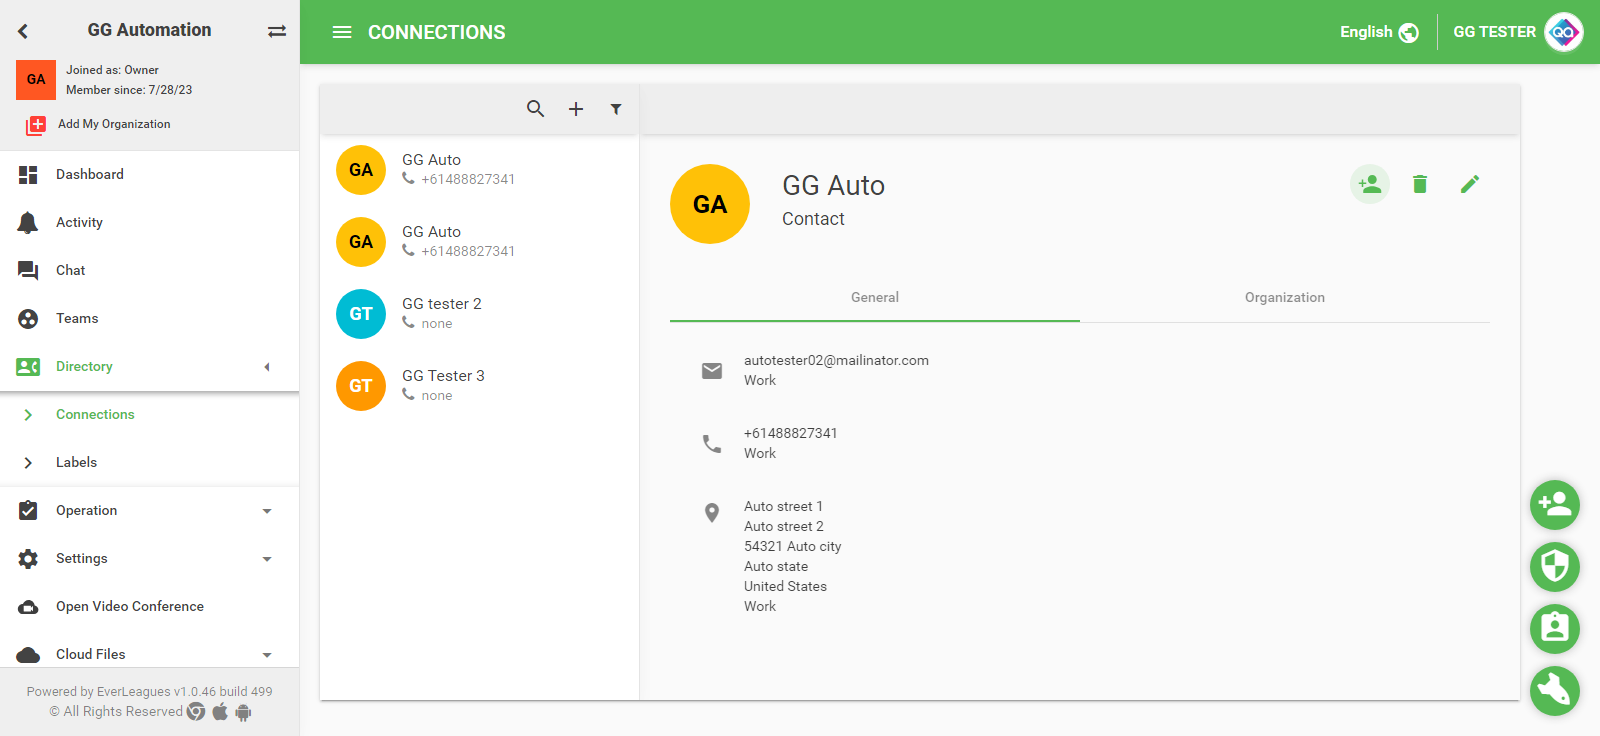 GG Automation
GA
Joined as: Owner
Member since: 7/28/23
Add My Organization
Dashboard
Activity
Chat
Teams
Directory
Connections
Labels
Operation
Settings
Open Video Conference
Cloud Files
Powered by EverLeagues v1.0.46 build 499
© All Rights Reserved
CONNECTIONS
English
GG TESTER
QA
GA
GG Auto
+61488827341
GA
GG Auto
+61488827341
GT
GG tester 2
none
GT
GG Tester 3
none
GA
GG Auto
Contact
General
Organization
autotester02@mailinator.com
Work
+61488827341
Work
Auto street 1
Auto street 2
54321 Auto city
Auto state
United States
Work